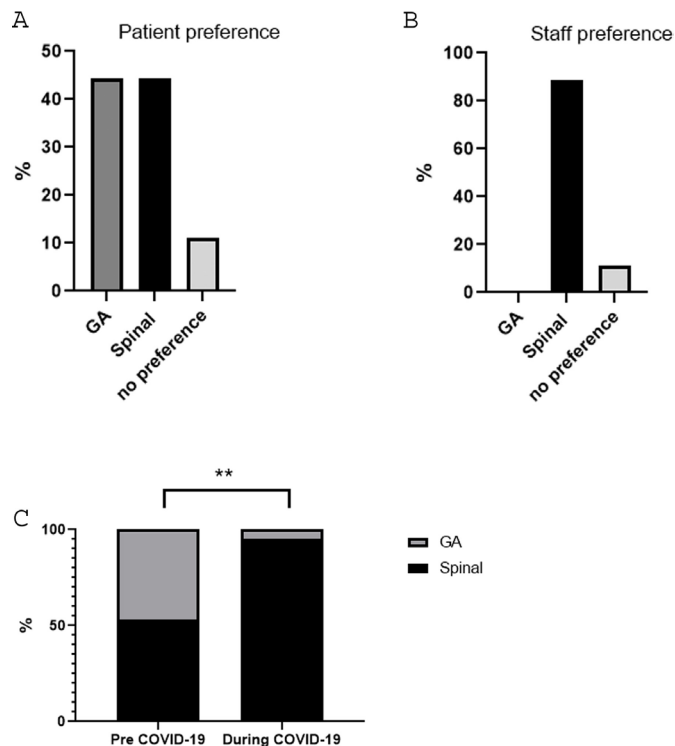 A
Patient preference
50
40
30
20
10
0
%
GA
Spinal
no preference
B
Staff preference
100
80
60
40
20
0
%
GA
Spinal
no preference
C
**
100
50
0
%
Pre COVID-19
During COVID-19
GA
Spinal